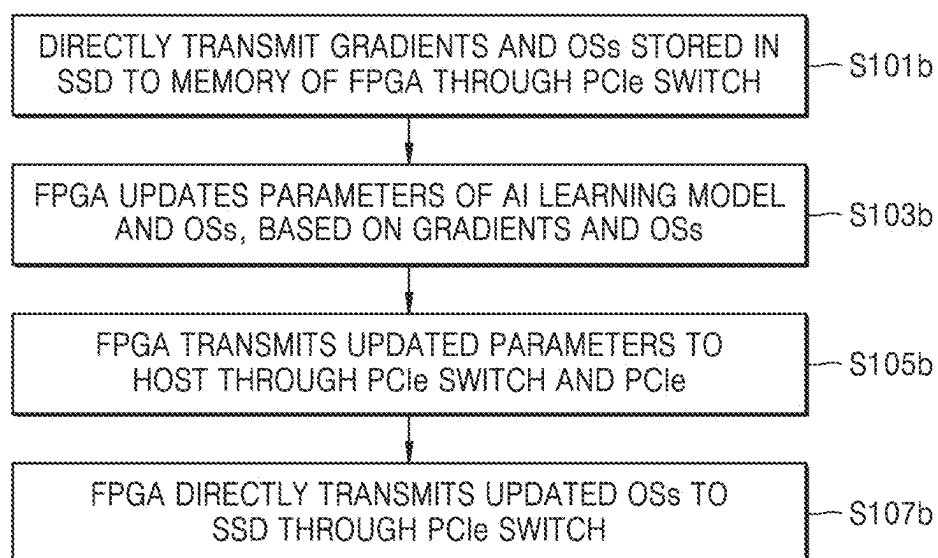 DIRECTLY TRANSMIT GRADIENTS AND OSs STORED IN
SSD TO MEMORY OF FPGA THROUGH PCIe SWITCH
S101b
FPGA UPDATES PARAMETERS OF AI LEARNING MODEL
AND OSs, BASED ON GRADIENTS AND OSs
S103b
FPGA TRANSMITS UPDATED PARAMETERS TO
HOST THROUGH PCIe SWITCH AND PCIe
S105b
FPGA DIRECTLY TRANSMITS UPDATED OSs TO
SSD THROUGH PCIe SWITCH
S107b